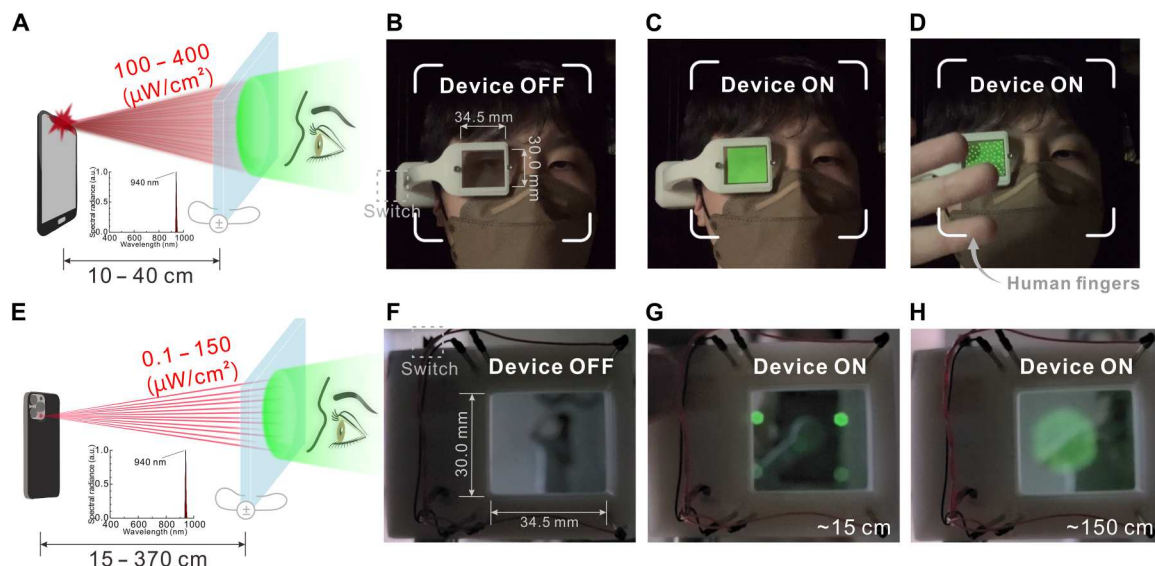 A
100 – 400
(μW/cm²)
Spectral radiance (a.u.)
1.0
0.5
0.0
940 nm
400 600 800 1000
Wavelength (nm)
±
10 – 40 cm
B
Device OFF
34.5 mm
30.0 mm
Switch
C
Device ON
D
Device ON
Human fingers
E
0.1 – 150
(μW/cm²)
Spectral radiance (a.u.)
1.0
0.5
0.0
940 nm
400 600 800 1000
Wavelength (nm)
±
15 – 370 cm
F
Switch
Device OFF
30.0 mm
34.5 mm
G
Device ON
~15 cm
H
Device ON
~150 cm